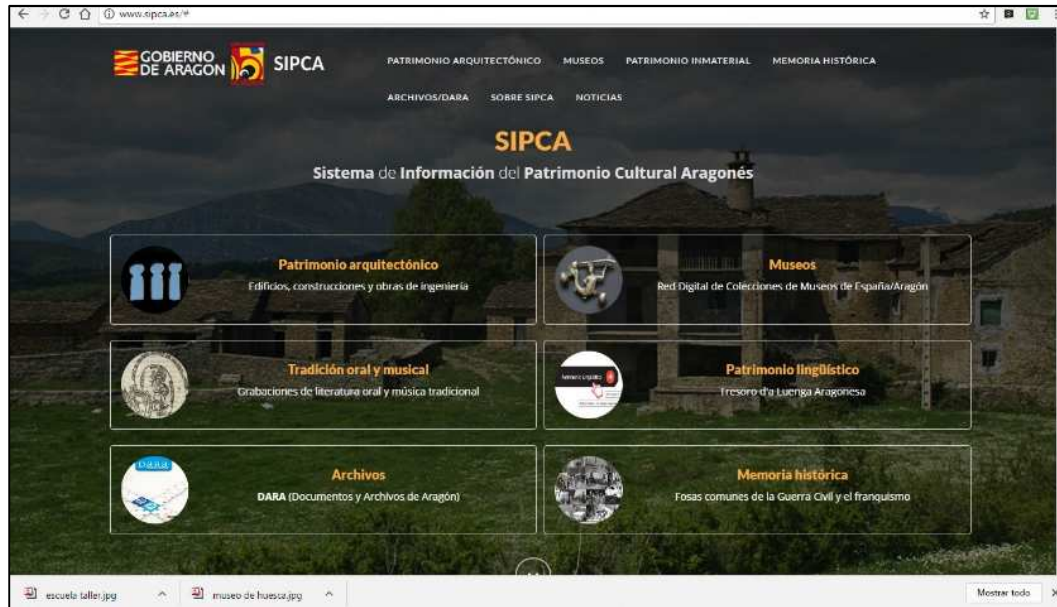 www.sipca.es/#
GOBIERNO
DE ARAGON
SIPCA
PATRIMONIO ARQUITECTÓNICO MUSEOS PATRIMONIO INMATERIAL MEMORIA HISTÓRICA
ARCHIVOS/DARA SOBRE SIPCA NOTICIAS
SIPCA
Sistema de Información del Patrimonio Cultural Aragonés
Patrimonio arquitectónico
Edificios, construcciones y obras de ingeniería
Museos
Red Digital de Colecciones de Museos de España/Aragón
Tradición oral y musical
Grabaciones de literatura oral y música tradicional
Patrimonio lingüístico
Tresoro d'a Luenga Aragonesa
DARA
Archivos
DARA (Documentos y Archivos de Aragón)
Memoria histórica
Fosas comunes de la Guerra Civil y el franquismo
escuela taller.jpg
museo de huesca.jpg
Mostrar todo